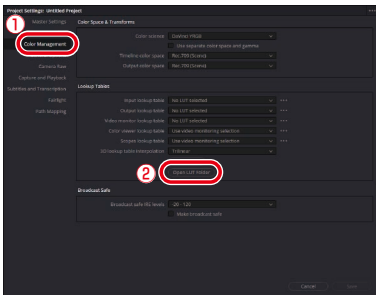 Project Settings: Untitled Project
1
Master Settings
Color Management
Camera Raw
Capture and Playback
Subtitles and Transcription
Fairlight
Path Mapping
Color Space & Transforms
Color science DaVinci YRGB
Use separate color space and gamma
Timeline color space Rec.709 (Scene)
Output color space Rec.709 (Scene)
Lookup Tables
Input lookup table No LUT selected
Output lookup table No LUT selected
Video monitor lookup table No LUT selected
Color viewer lookup table Use video monitoring selection
Scopes lookup table Use video monitoring selection
3D lookup table interpolation Trilinear
2
Open LUT Folder
Broadcast Safe
Broadcast safe IRE levels -20 - 120
Make broadcast safe
Cancel
Save